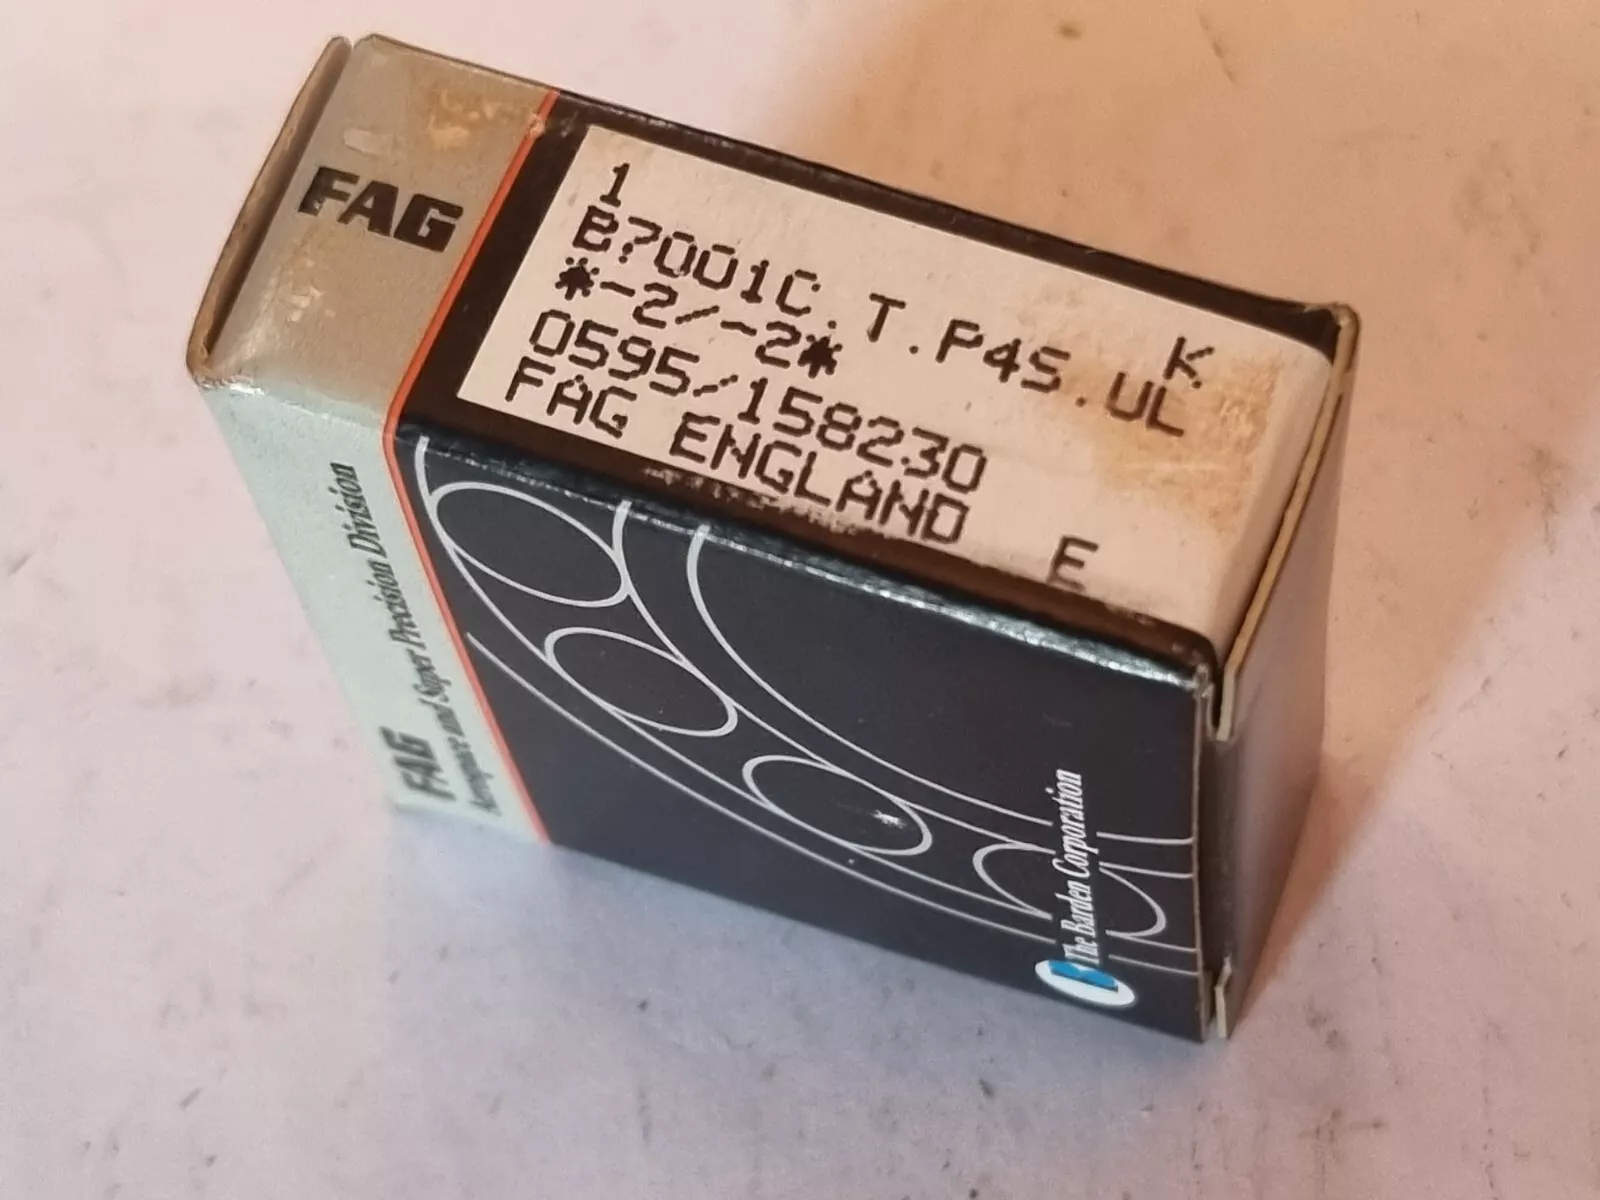 FAG
1
K
B7001C.T.P4S.UL
*-2/-2*
0595/158230
FAG ENGLAND E
FAG
Aerospace and Super Precision Division
The Barden Corporation